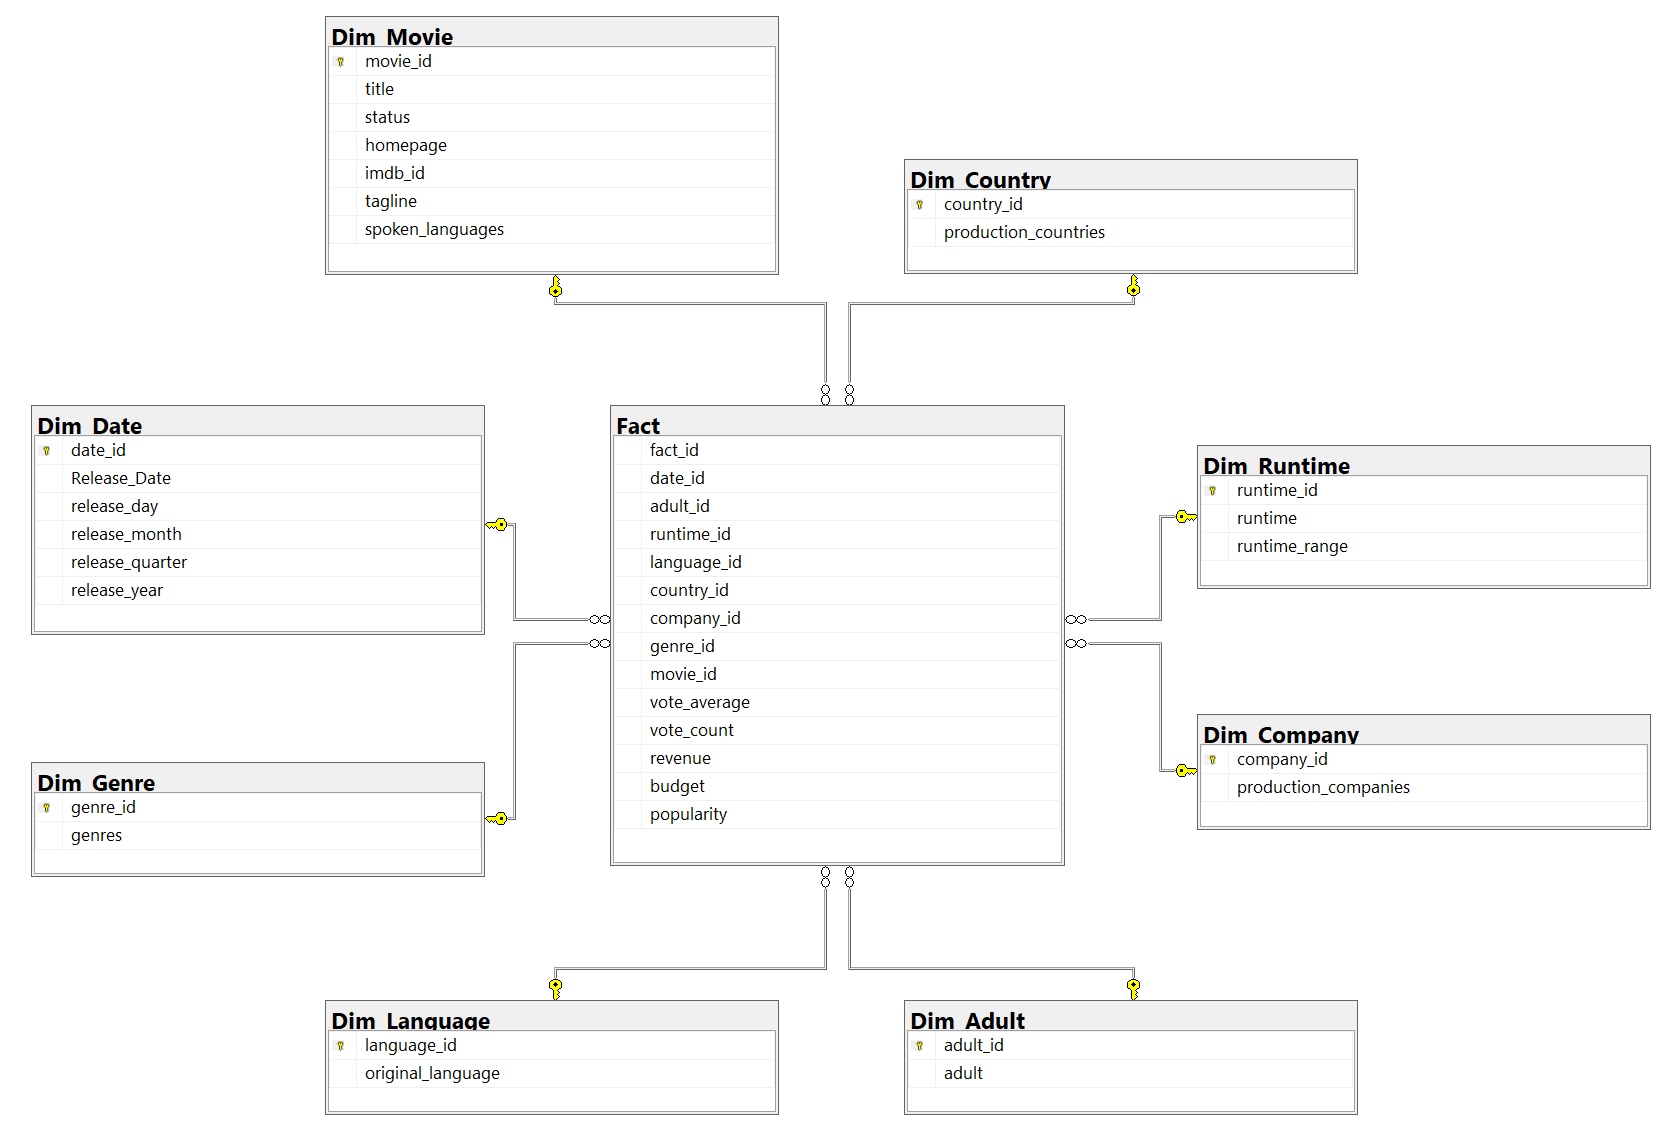 Dim_Movie
movie_id
title
status
homepage
imdb_id
tagline
spoken_languages
Dim_Country
country_id
production_countries
Dim_Date
date_id
Release_Date
release_day
release_month
release_quarter
release_year
Fact
fact_id
date_id
adult_id
runtime_id
language_id
country_id
company_id
genre_id
movie_id
vote_average
vote_count
revenue
budget
popularity
Dim_Runtime
runtime_id
runtime
runtime_range
Dim_Company
company_id
production_companies
Dim_Genre
genre_id
genres
Dim_Language
language_id
original_language
Dim_Adult
adult_id
adult